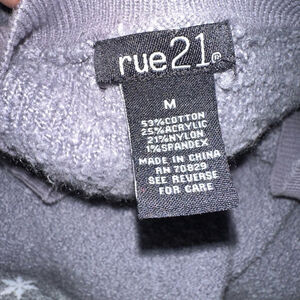 rue21®
M
53%COTTON
25%ACRYLIC
21%NYLON
1%SPANDEX
MADE IN CHINA
RN 70829
SEE REVERSE
FOR CARE